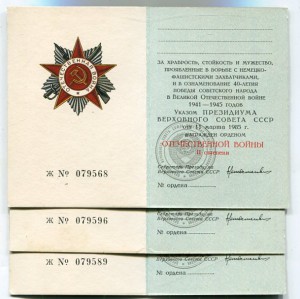 ОТЕЧЕСТВЕННАЯ ВОЙНА
Ж № 079568
ЗА ХРАБРОСТЬ, СТОЙКОСТЬ И МУЖЕСТВО,
ПРОЯВЛЕННЫЕ В БОРЬБЕ С НЕМЕЦКО-
ФАШИСТСКИМИ ЗАХВАТЧИКАМИ,
И В ОЗНАМЕНОВАНИЕ 40-ЛЕТИЯ
ПОБЕДЫ СОВЕТСКОГО НАРОДА
В ВЕЛИКОЙ ОТЕЧЕСТВЕННОЙ ВОЙНЕ
1941—1945 ГОДОВ
УКАЗОМ ПРЕЗИДИУМА
ВЕРХОВНОГО СОВЕТА СССР
ОТ 11 МАРТА 1985 г.
НАГРАЖДЕН ОРДЕНОМ
ОТЕЧЕСТВЕННОЙ ВОЙНЫ
II степени
Секретарь Президиума
Верховного Совета СССР
№ ордена
Ж № 079596
Секретарь Президиума
Верховного Совета СССР
№ ордена
Ж № 079589
Секретарь Президиума
Верховного Совета СССР
№ ордена